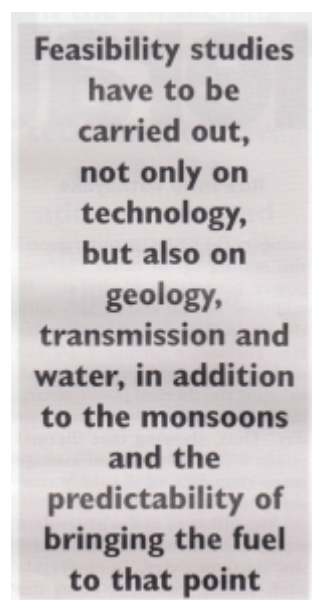 Feasibility studies
have to be
carried out,
not only on
technology,
but also on
geology,
transmission and
water, in addition
to the monsoons
and the
predictability of
bringing the fuel
to that point